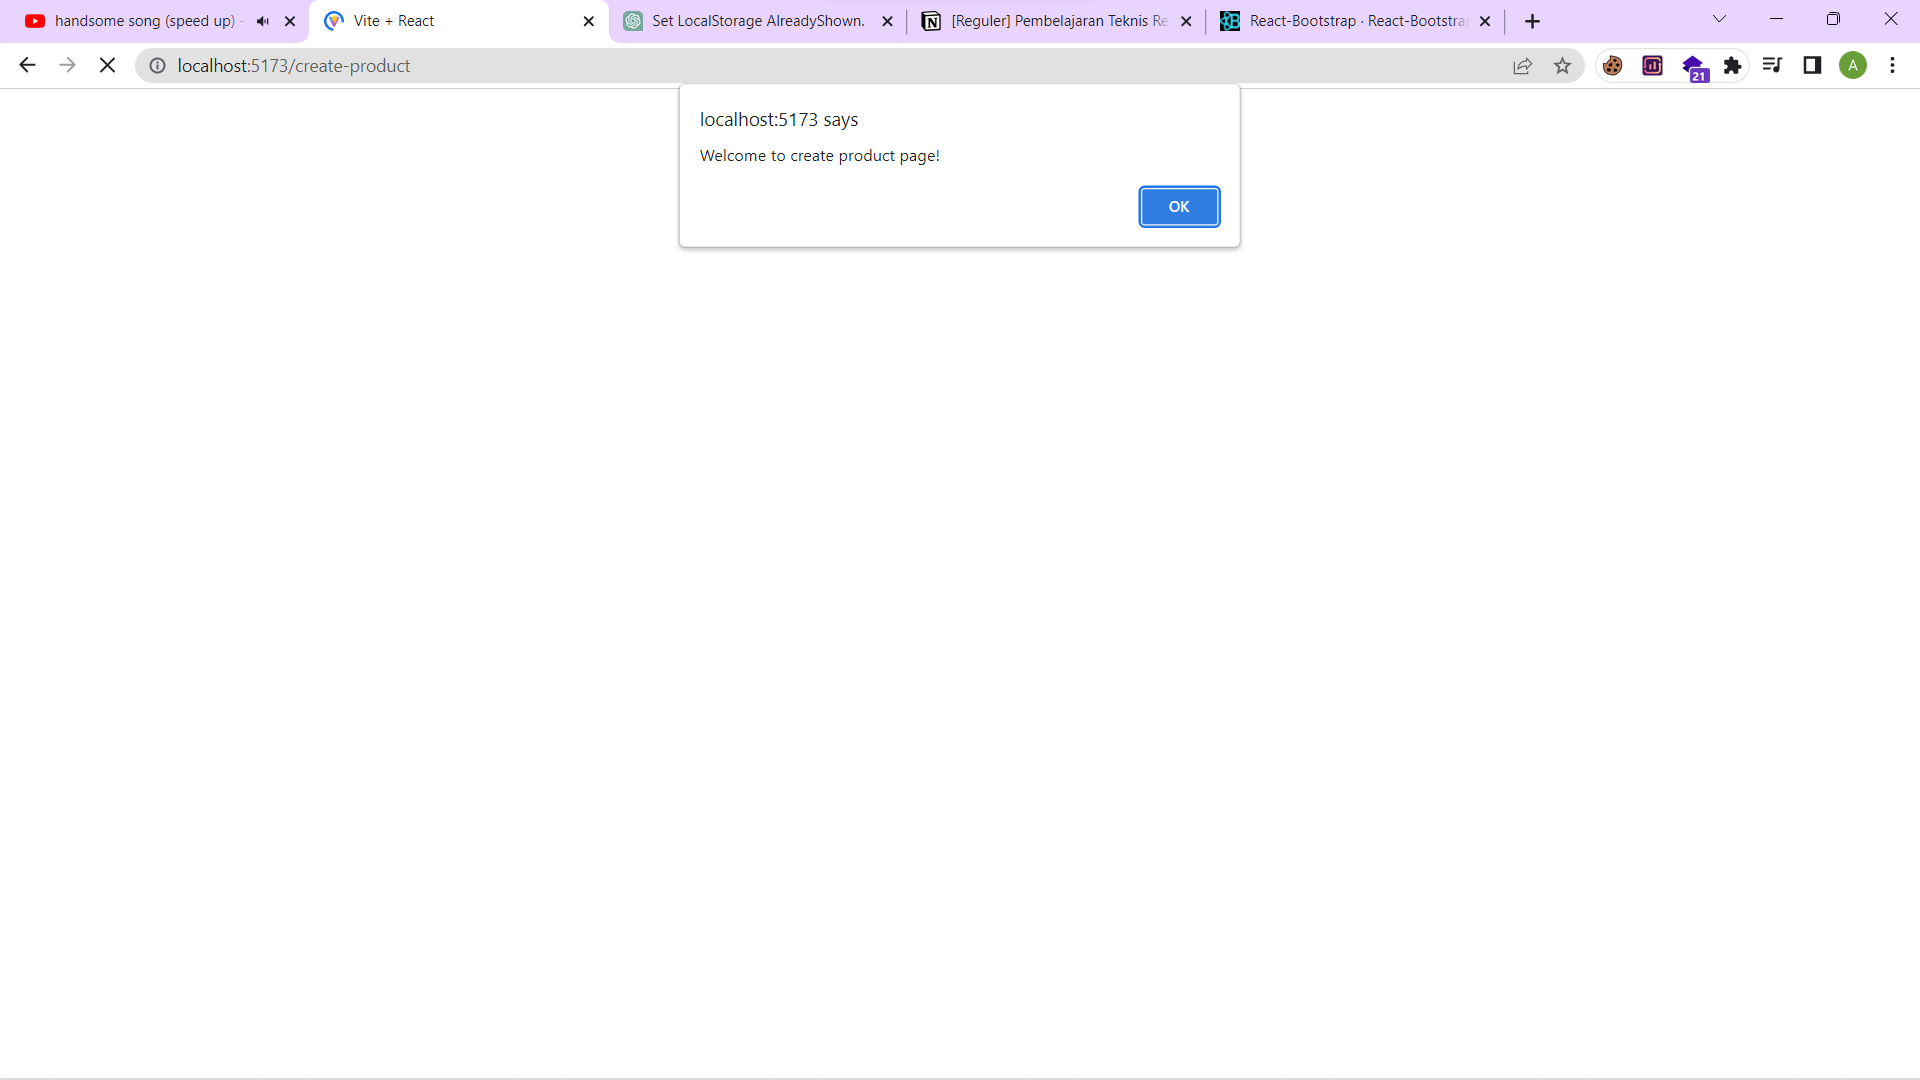 handsome song (speed up) -
Vite + React
Set LocalStorage AlreadyShown.
[Reguler] Pembelajaran Teknis Re
React-Bootstrap · React-Bootstra
localhost:5173/create-product
21
A
localhost:5173 says
Welcome to create product page!
OK